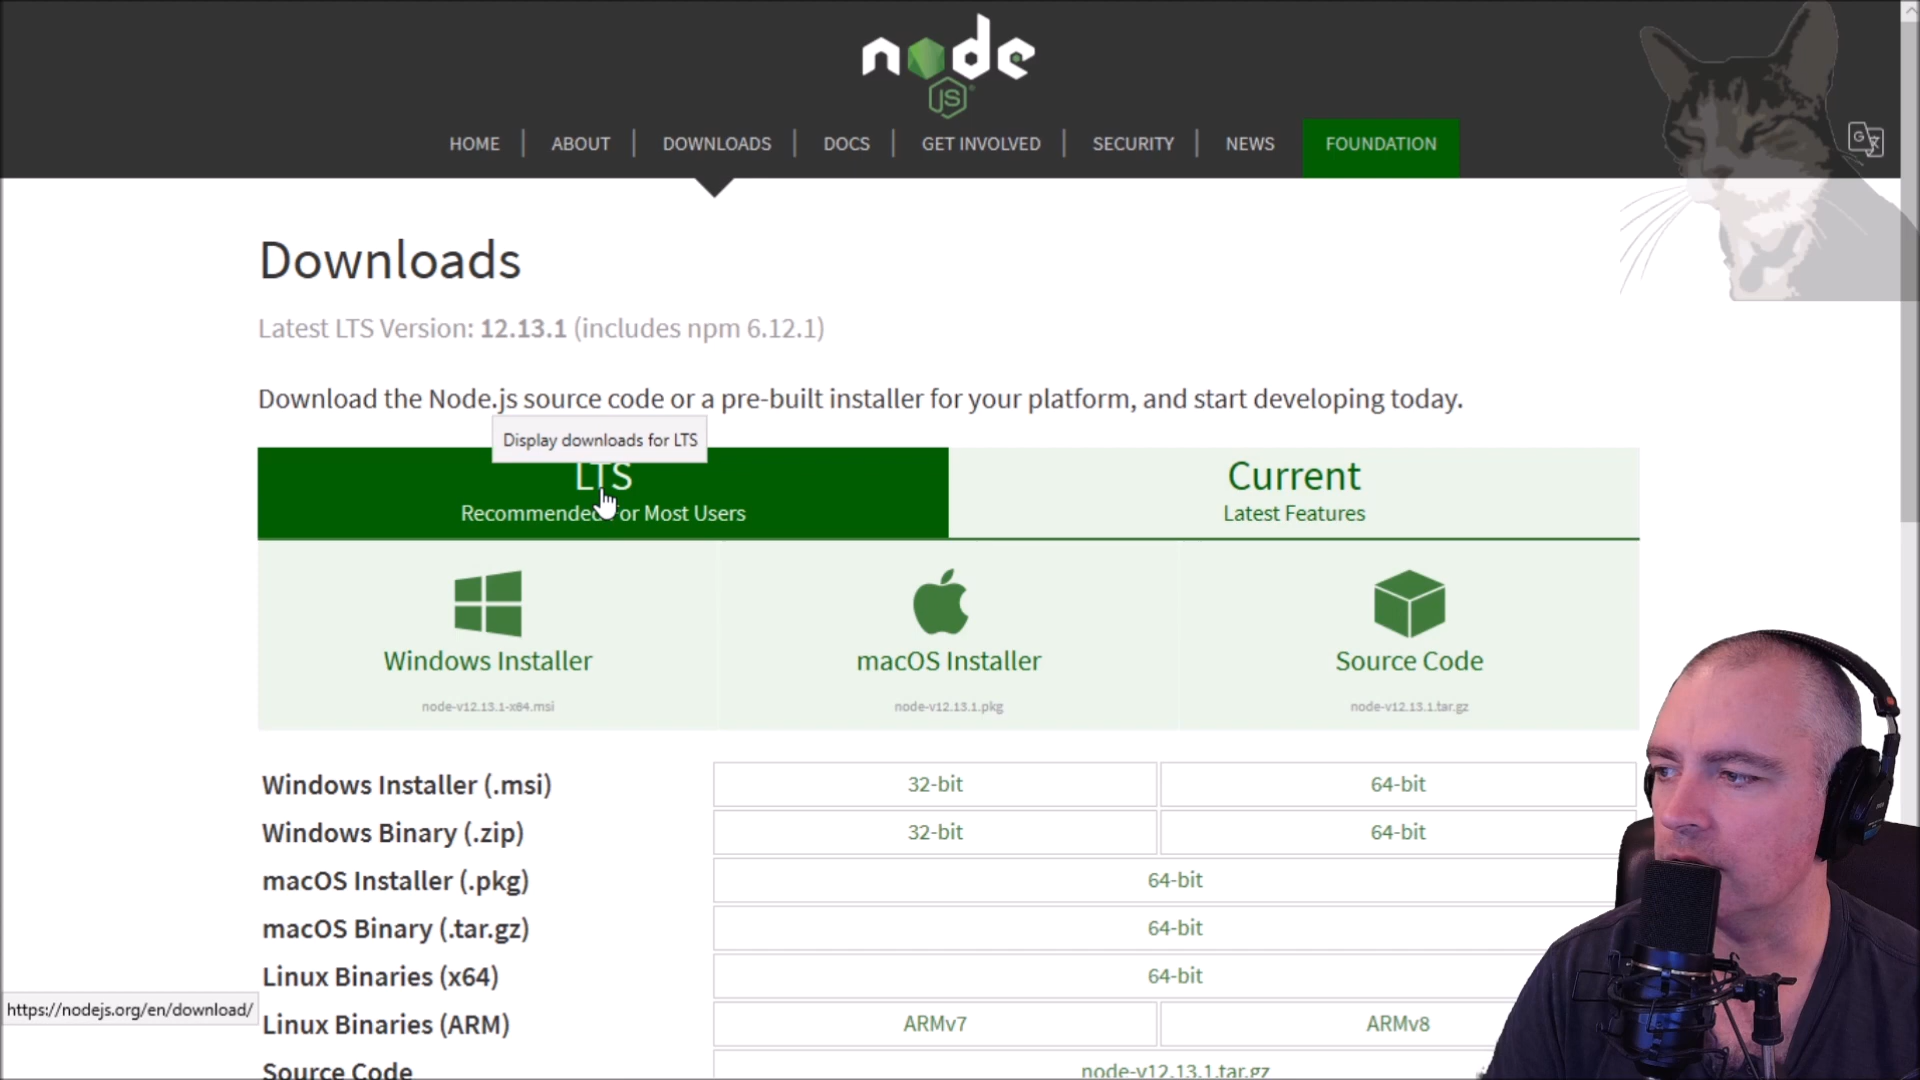 node
JS
HOME
ABOUT
DOWNLOADS
DOCS
GET INVOLVED
SECURITY
NEWS
FOUNDATION
Downloads
Latest LTS Version: 12.13.1 (includes npm 6.12.1)
Download the Node.js source code or a pre-built installer for your platform, and start developing today.
Display downloads for LTS
LTS
Recommended For Most Users
Current
Latest Features
Windows Installer
node-v12.13.1-x64.msi
macOS Installer
node-v12.13.1.pkg
Source Code
node-v12.13.1.tar.gz
Windows Installer (.msi) 32-bit 64-bit
Windows Binary (.zip) 32-bit 64-bit
macOS Installer (.pkg) 64-bit
macOS Binary (.tar.gz) 64-bit
Linux Binaries (x64) 64-bit
https://nodejs.org/en/download/
Linux Binaries (ARM) ARMv7 ARMv8
Source Code node-v12.13.1.tar.gz